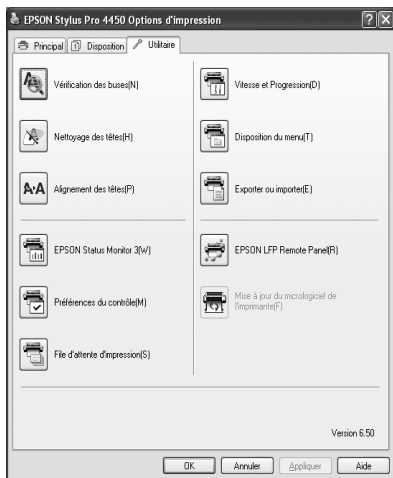 EPSON Stylus Pro 4450 Options d'impression
Principal
Disposition
Utilitaire
Vérification des buses(N)
Nettoyage des têtes(H)
Alignement des têtes(P)
EPSON Status Monitor 3(W)
Préférences du contrôle(M)
File d'attente d'impression(S)
Vitesse et Progression(D)
Disposition du menu(T)
Exporter ou importer(E)
EPSON LFP Remote Panel(R)
Mise à jour du micrologiciel de
l'imprimante(F)
Version 6.50
OK
Annuler
Appliquer
Aide